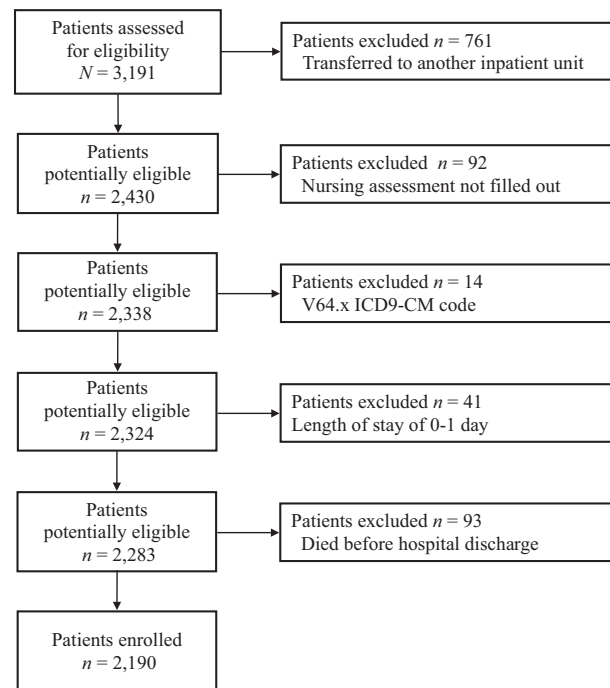 Patients assessed
for eligibility
N = 3,191
Patients excluded n = 761
Transferred to another inpatient unit
Patients
potentially eligible
n = 2,430
Patients excluded n = 92
Nursing assessment not filled out
Patients
potentially eligible
n = 2,338
Patients excluded n = 14
V64.x ICD9-CM code
Patients
potentially eligible
n = 2,324
Patients excluded n = 41
Length of stay of 0-1 day
Patients
potentially eligible
n = 2,283
Patients excluded n = 93
Died before hospital discharge
Patients enrolled
n = 2,190